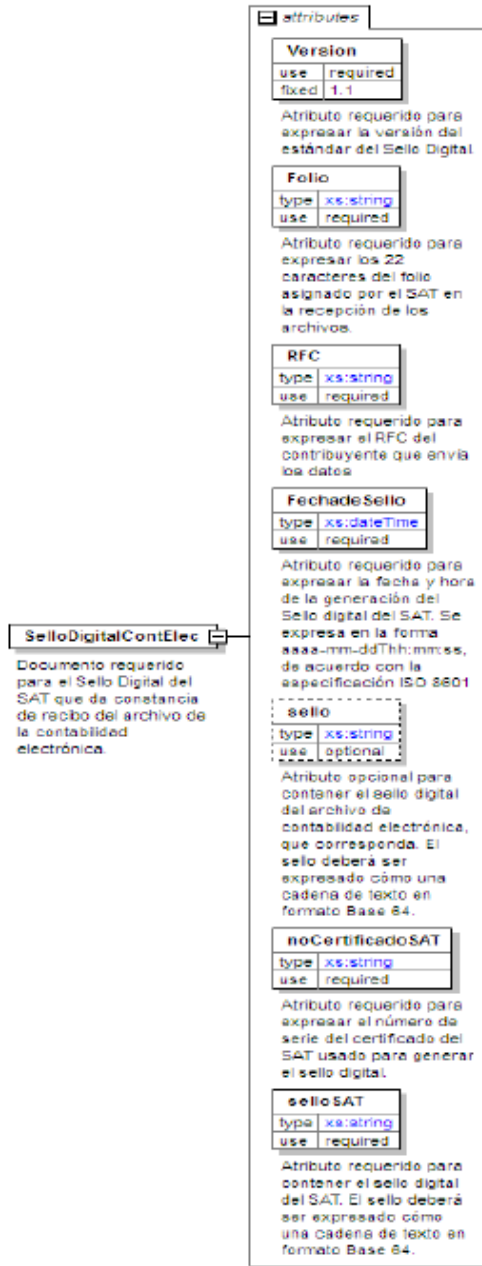 attributes
Version
use required
fixed 1.1
Atributo requerido para
expresar la versión del
estándar del Sello Digital.
Folio
type xs:string
use required
Atributo requerido para
expresar los 22
caracteres del folio
asignado por el SAT en
la recepción de los
archivos.
RFC
type xs:string
use required
Atributo requerido para
expresar el RFC del
contribuyente que envía
los datos
FechadeSello
type xs:dateTime
use required
Atributo requerido para
expresar la fecha y hora
de la generación del
Sello digital del SAT. Se
expresa en la forma
aaaa-mm-ddThh:mm:ss,
de acuerdo con la
especificación ISO 8601
SelloDigitalContElec
Documento requerido
para el Sello Digital del
SAT que da constancia
de recibo del archivo de
la contabilidad
electrónica.
sello
type xs:string
use optional
Atributo opcional para
contener el sello digital
del archivo de
contabilidad electrónica,
que corresponda. El
sello deberá ser
expresado cómo una
cadena de texto en
formato Base 64.
noCertificadoSAT
type xs:string
use required
Atributo requerido para
expresar el número de
serie del certificado del
SAT usado para generar
el sello digital.
selloSAT
type xs:string
use required
Atributo requerido para
contener el sello digital
del SAT. El sello deberá
ser expresado cómo
una cadena de texto en
formato Base 64.